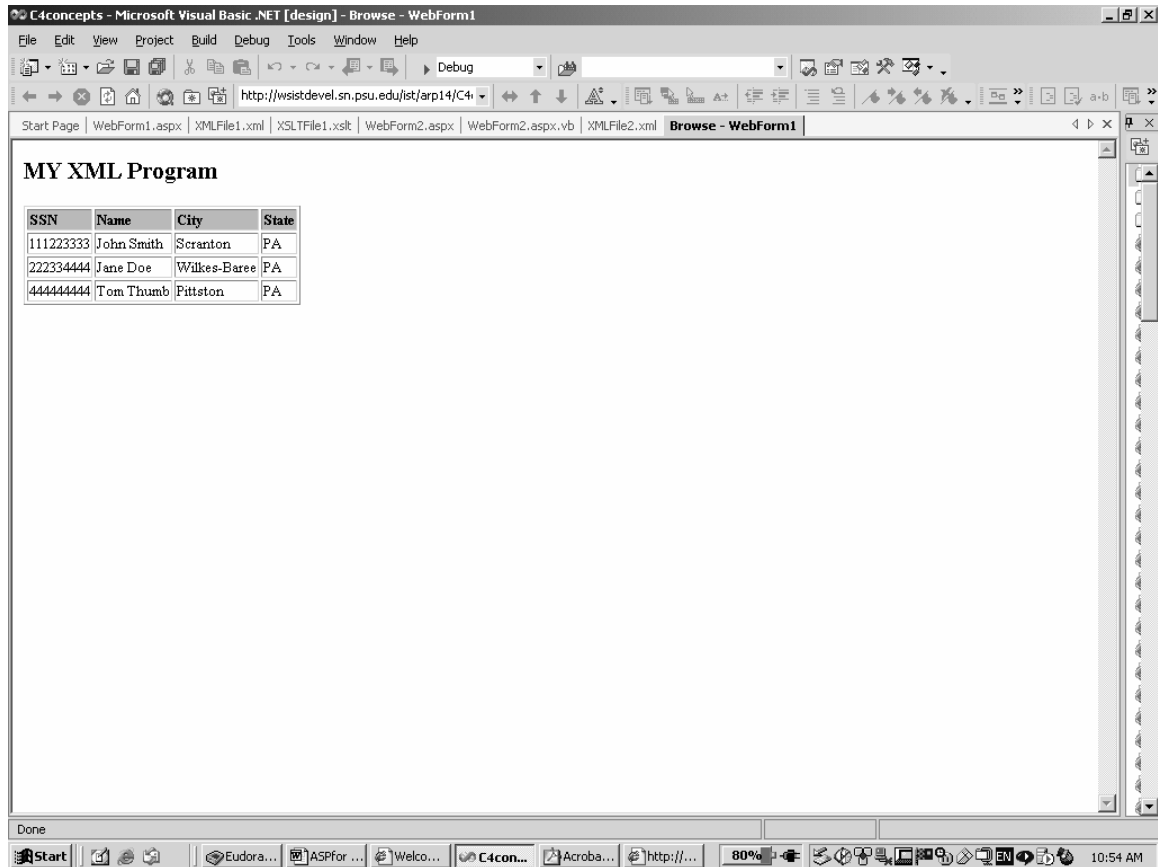 C4concepts - Microsoft Visual Basic .NET [design] - Browse - WebForm1
File Edit View Project Build Debug Tools Window Help
Debug
http://wsistdevel.sn.psu.edu/ist/arp14/C4
Start Page | WebForm1.aspx | XMLFile1.xml | XSLTFile1.xslt | WebForm2.aspx | WebForm2.aspx.vb | XMLFile2.xml Browse - WebForm1
MY XML Program
SSN Name City State
111223333 John Smith Scranton PA
222334444 Jane Doe Wilkes-Baree PA
444444444 Tom Thumb Pittston PA
Done
Start Eudora... ASPfor ... Welco... C4con... Acroba... http://... 80% EN 10:54 AM